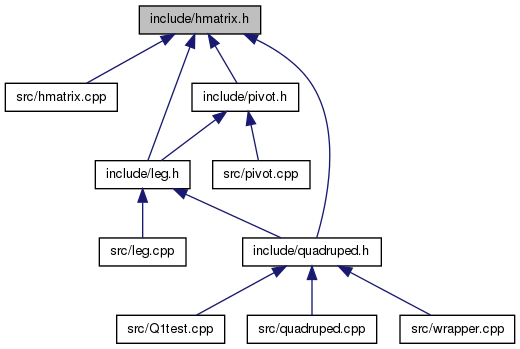 include/hmatrix.h
src/hmatrix.cpp
include/pivot.h
include/leg.h
src/pivot.cpp
src/leg.cpp
include/quadruped.h
src/Q1test.cpp
src/quadruped.cpp
src/wrapper.cpp